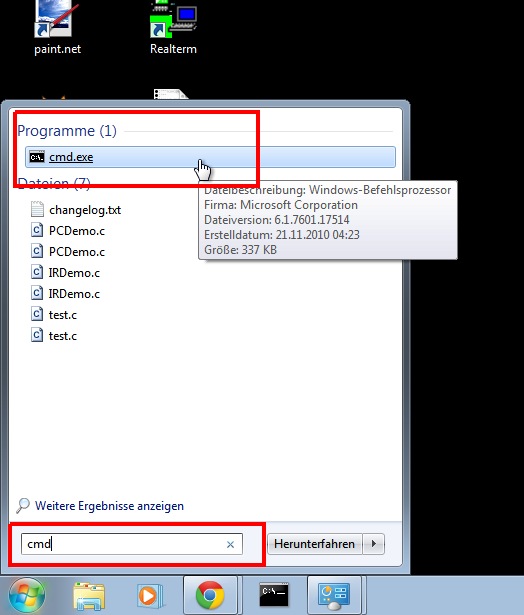 paint.net
Realterm
Programme (1)
cmd.exe
Dateien (7)
Dateibeschreibung: Windows-Befehlsprozessor
Firma: Microsoft Corporation
Dateiversion: 6.1.7601.17514
Erstelldatum: 21.11.2010 04:23
Größe: 337 KB
changelog.txt
PCDemo.c
PCDemo.c
IRDemo.c
IRDemo.c
test.c
test.c
Weitere Ergebnisse anzeigen
cmd
Herunterfahren